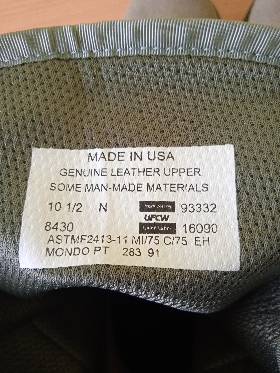 MADE IN USA
GENUINE LEATHER UPPER
SOME MAN-MADE MATERIALS
10 1/2 N 93332
UFCW
8430 16090
ASTMF2413-11 MI/75 C/75 EH
MONDO PT 283 91